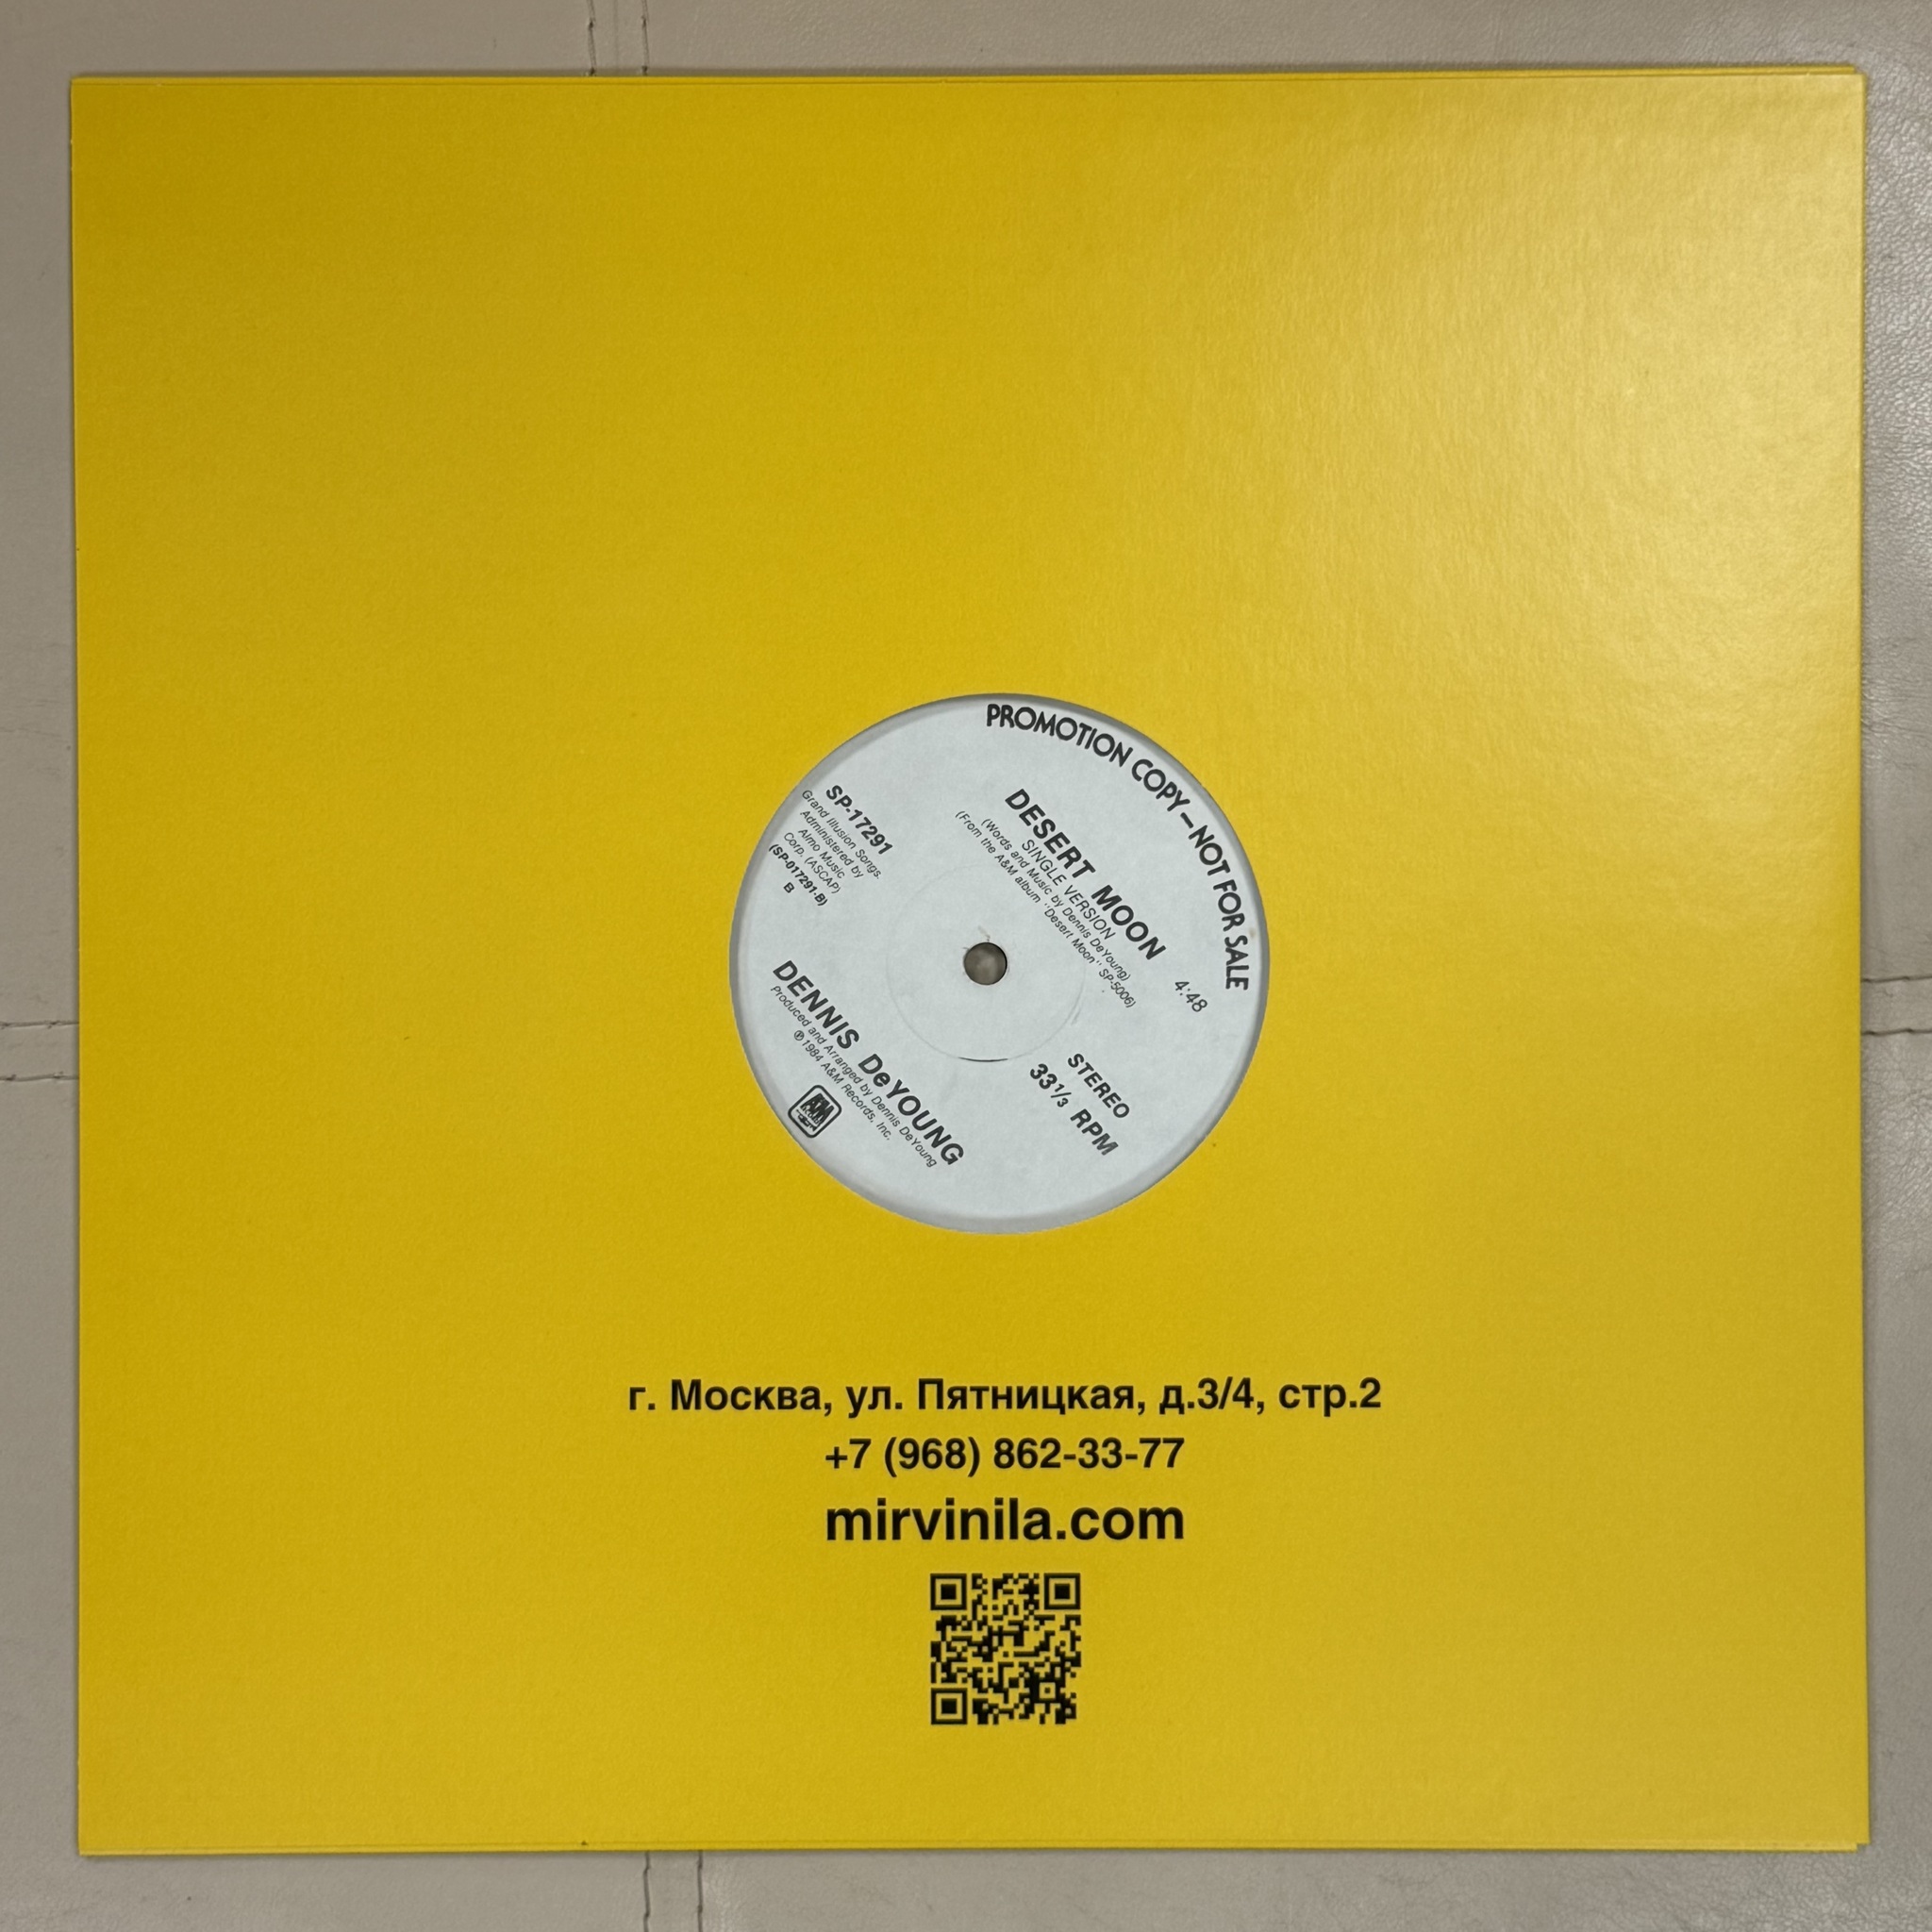 PROMOTION COPY—NOT FOR SALE
DESERT MOON
4:48
SINGLE VERSION
(Words and Music by Dennis DeYoung)
(From the A&M album "Desert Moon" SP-5006)
SP-17291
Grand Illusion Songs.
Administered by
Almo Music
Corp. (ASCAP)
(SP-017291-B)
B
STEREO
33 1/3 RPM
DENNIS DeYOUNG
Produced and Arranged by Dennis DeYoung
℗ 1984 A&M Records, Inc.
A&M
г. Москва, ул. Пятницкая, д.3/4, стр.2
+7 (968) 862-33-77
mirvinila.com